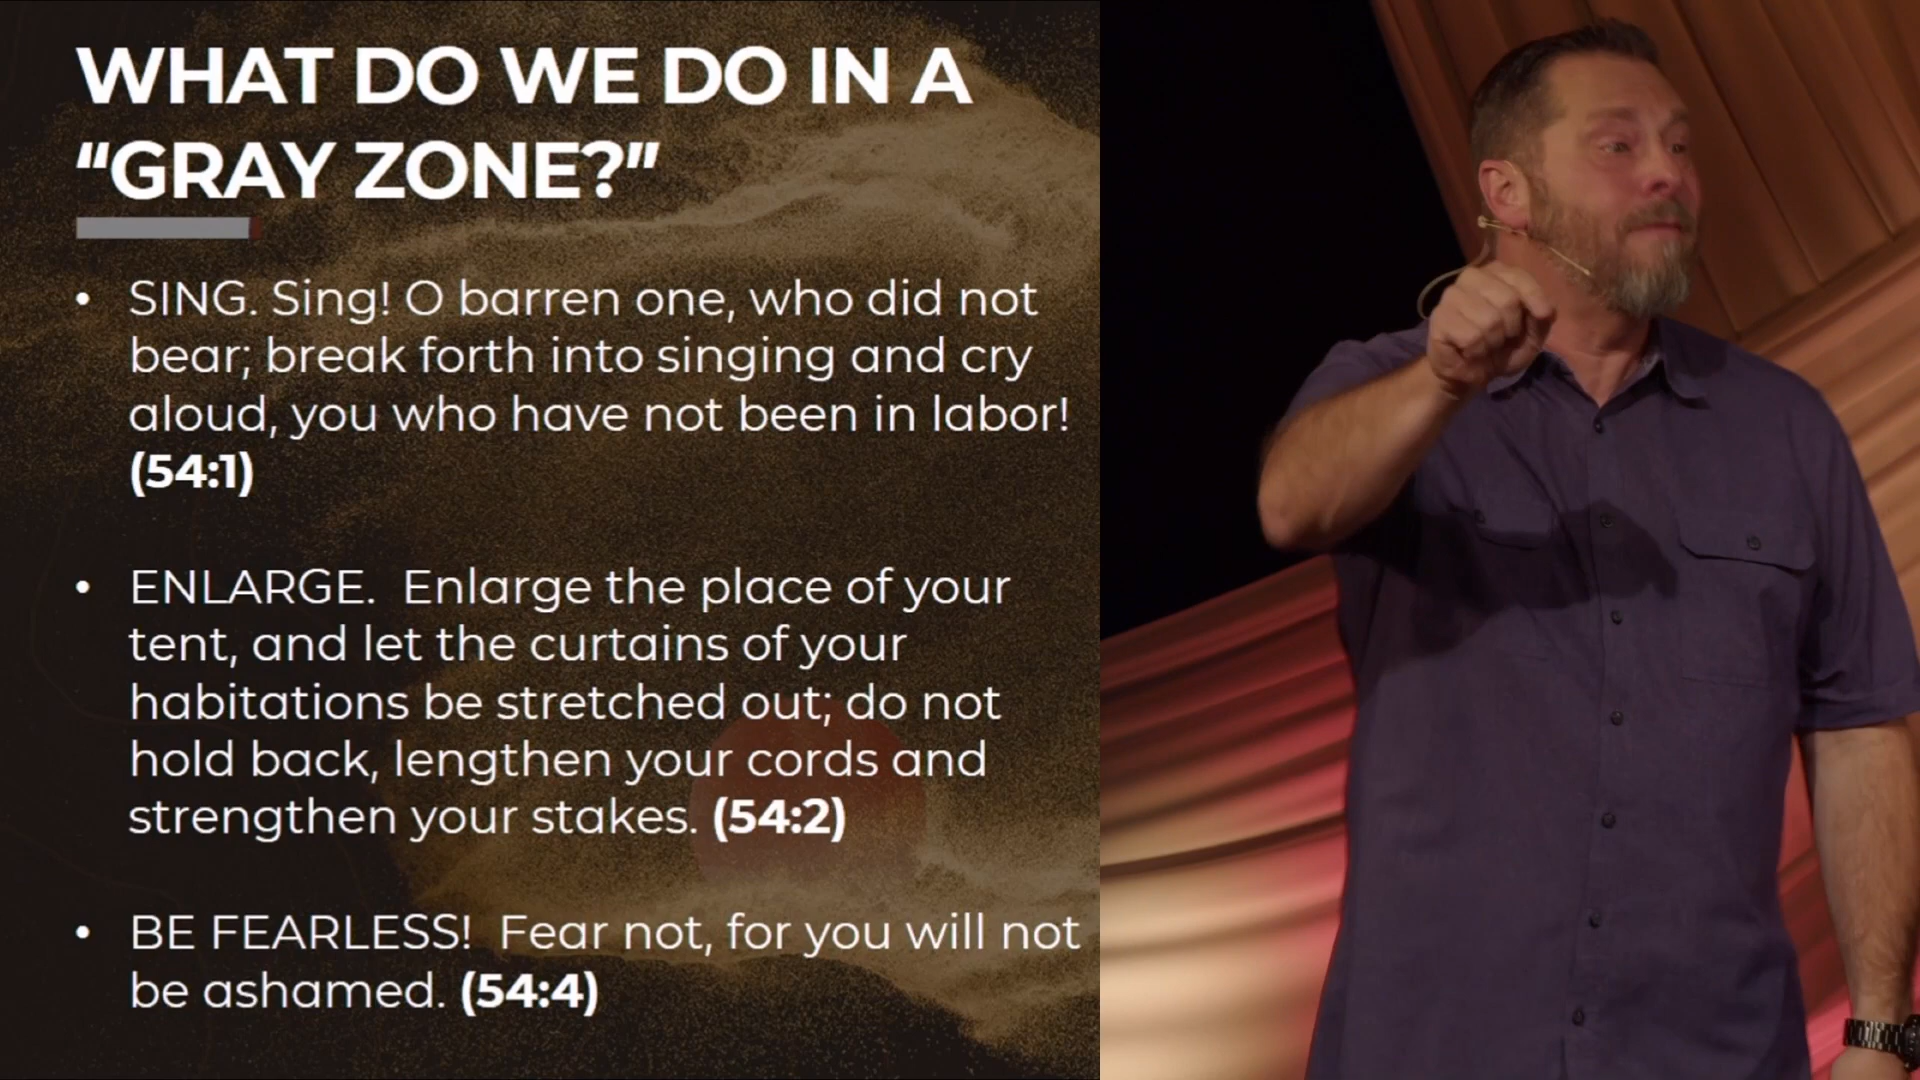 WHAT DO WE DO IN A
“GRAY ZONE?”
• SING. Sing! O barren one, who did not
bear; break forth into singing and cry
aloud, you who have not been in labor!
(54:1)
• ENLARGE.  Enlarge the place of your
tent, and let the curtains of your
habitations be stretched out; do not
hold back, lengthen your cords and
strengthen your stakes. (54:2)
• BE FEARLESS!  Fear not, for you will not
be ashamed. (54:4)